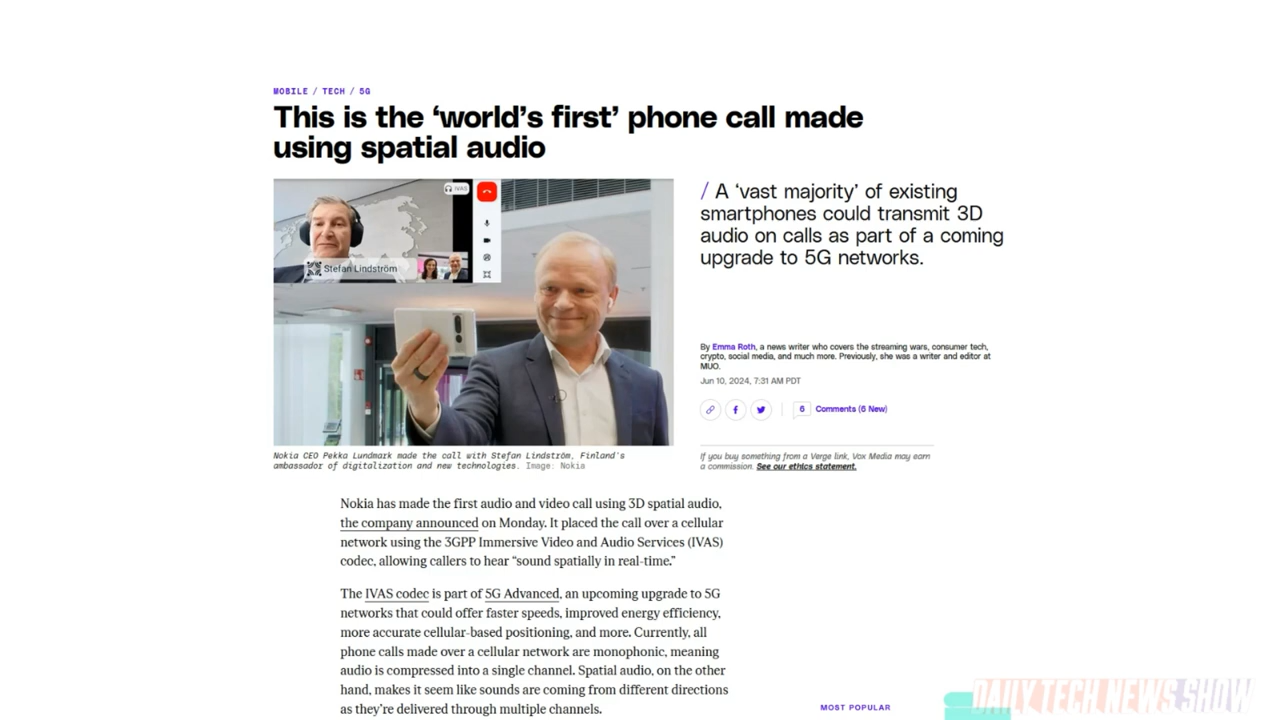 MOBILE / TECH / 5G
This is the ‘world’s first’ phone call made
using spatial audio
IVAS
Stefan Lindström
/ A ‘vast majority’ of existing
smartphones could transmit 3D
audio on calls as part of a coming
upgrade to 5G networks.
By Emma Roth, a news writer who covers the streaming wars, consumer tech,
crypto, social media, and much more. Previously, she was a writer and editor at
MUO.
Jun 10, 2024, 7:31 AM PDT
6 Comments (6 New)
Nokia CEO Pekka Lundmark made the call with Stefan Lindström, Finland's
ambassador of digitalization and new technologies. Image: Nokia
If you buy something from a Verge link, Vox Media may earn
a commission. See our ethics statement.
Nokia has made the first audio and video call using 3D spatial audio,
the company announced on Monday. It placed the call over a cellular
network using the 3GPP Immersive Video and Audio Services (IVAS)
codec, allowing callers to hear “sound spatially in real-time.”
The IVAS codec is part of 5G Advanced, an upcoming upgrade to 5G
networks that could offer faster speeds, improved energy efficiency,
more accurate cellular-based positioning, and more. Currently, all
phone calls made over a cellular network are monophonic, meaning
audio is compressed into a single channel. Spatial audio, on the other
hand, makes it seem like sounds are coming from different directions
as they’re delivered through multiple channels.
MOST POPULAR
DAILY TECH NEWS SHOW